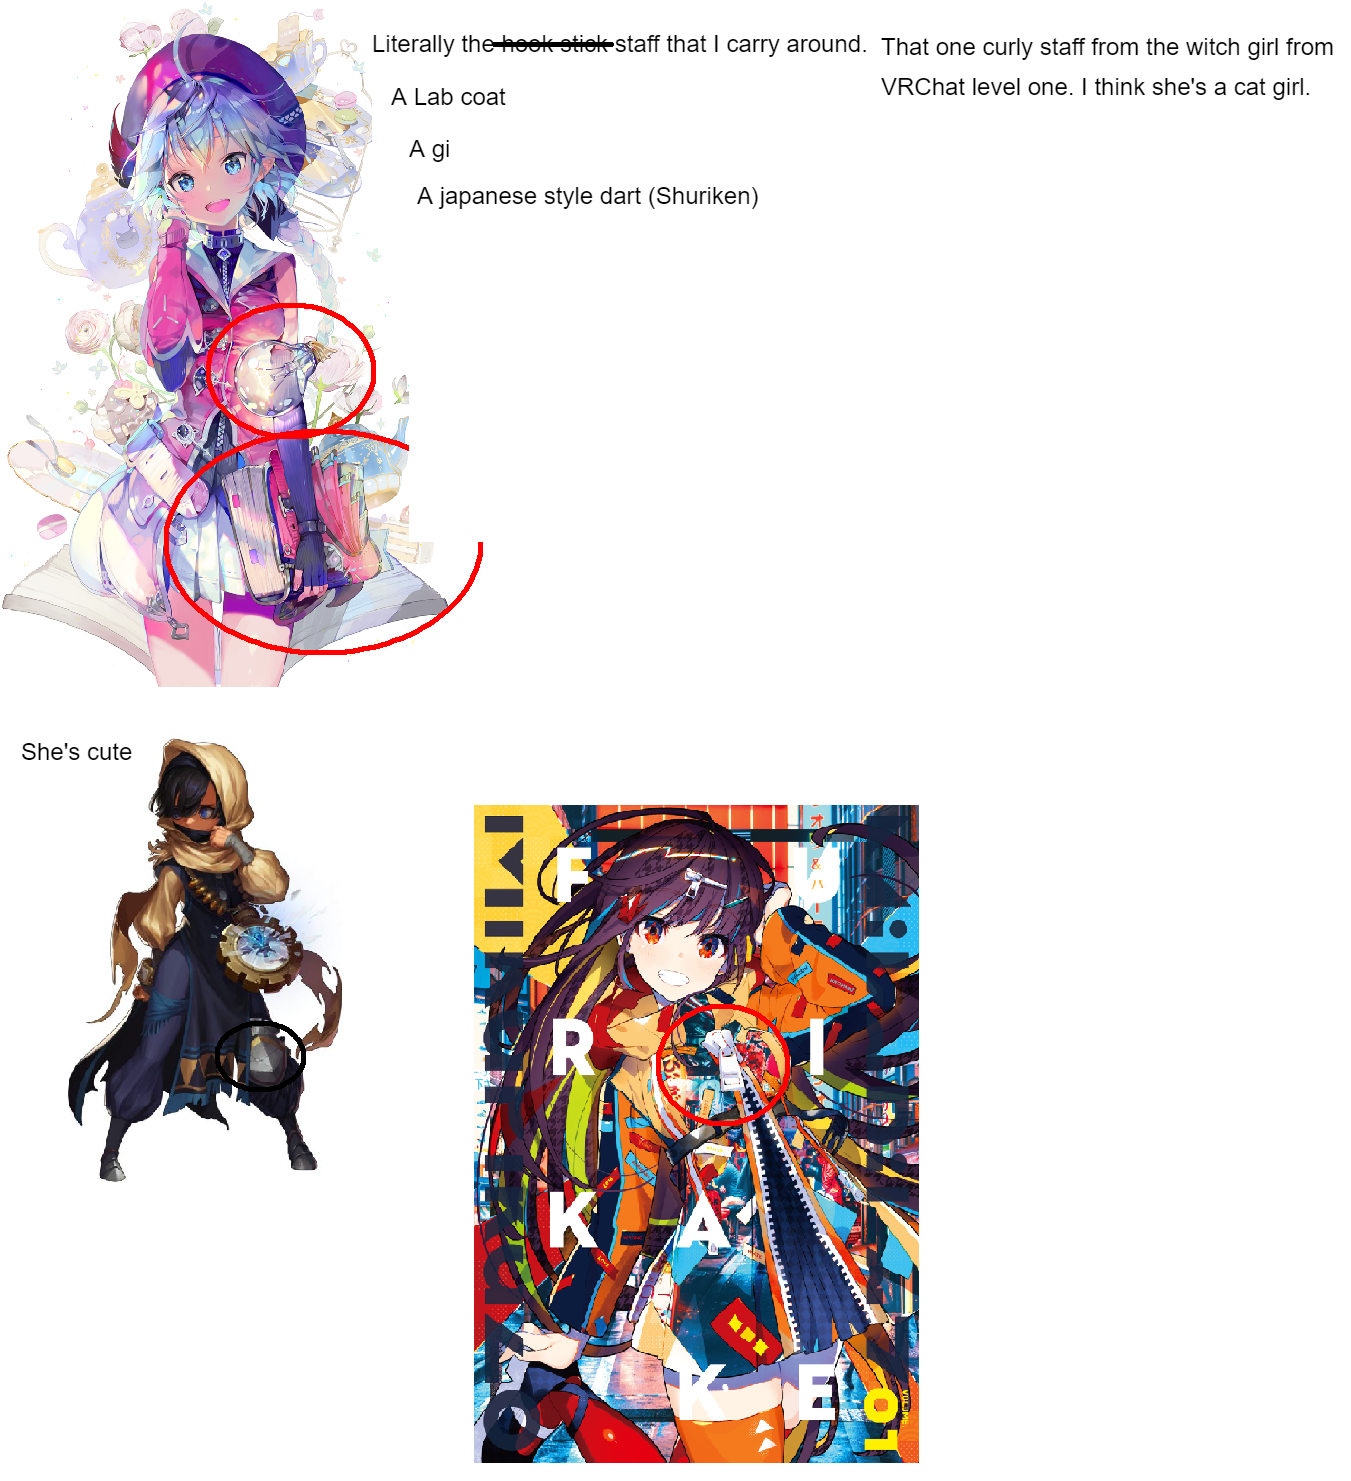 Literally the hook stick staff that I carry around.
That one curly staff from the witch girl from
VRChat level one. I think she's a cat girl.
A Lab coat
A gi
A japanese style dart (Shuriken)
She's cute
F U
R I
K A
K E